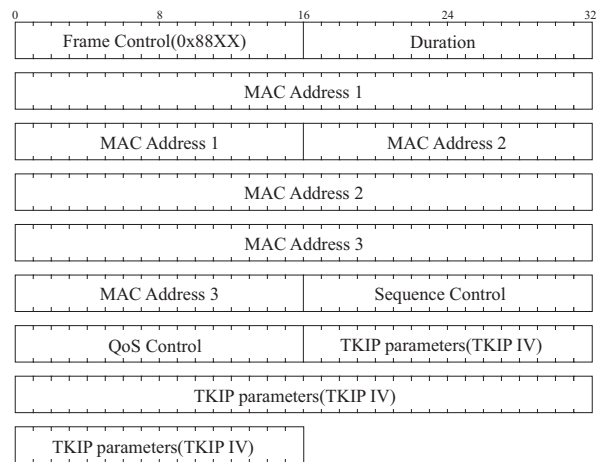 0 8 16 24 32
Frame Control(0x88XX) Duration
MAC Address 1
MAC Address 1 MAC Address 2
MAC Address 2
MAC Address 3
MAC Address 3 Sequence Control
QoS Control TKIP parameters(TKIP IV)
TKIP parameters(TKIP IV)
TKIP parameters(TKIP IV)